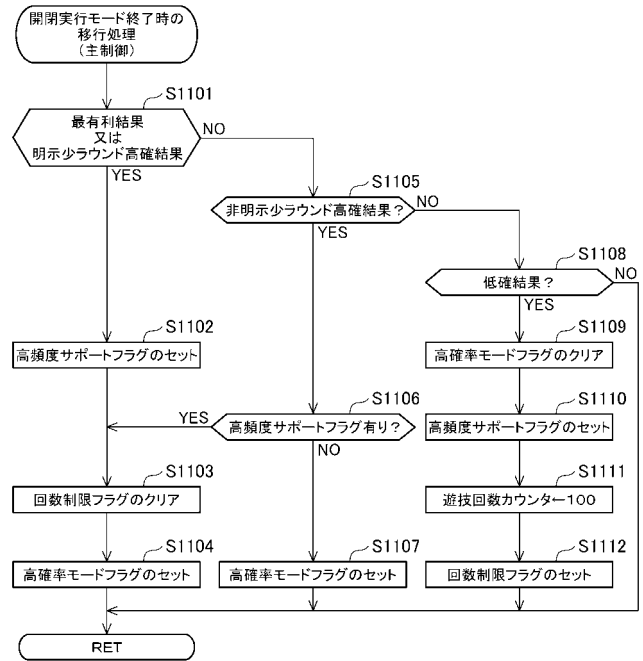 開閉実行モード終了時の
移行処理
(主制御)
S1101
最有利結果
又は
明示少ラウンド高確結果
NO
YES
S1105
非明示少ラウンド高確結果?
NO
YES
S1108
低確結果?
NO
YES
S1102
高頻度サポートフラグのセット
S1109
高確率モードフラグのクリア
S1106
YES
高頻度サポートフラグ有り?
NO
S1110
高頻度サポートフラグのセット
S1103
回数制限フラグのクリア
S1111
遊技回数カウンタ←100
S1104
高確率モードフラグのセット
S1107
高確率モードフラグのセット
S1112
回数制限フラグのセット
RET